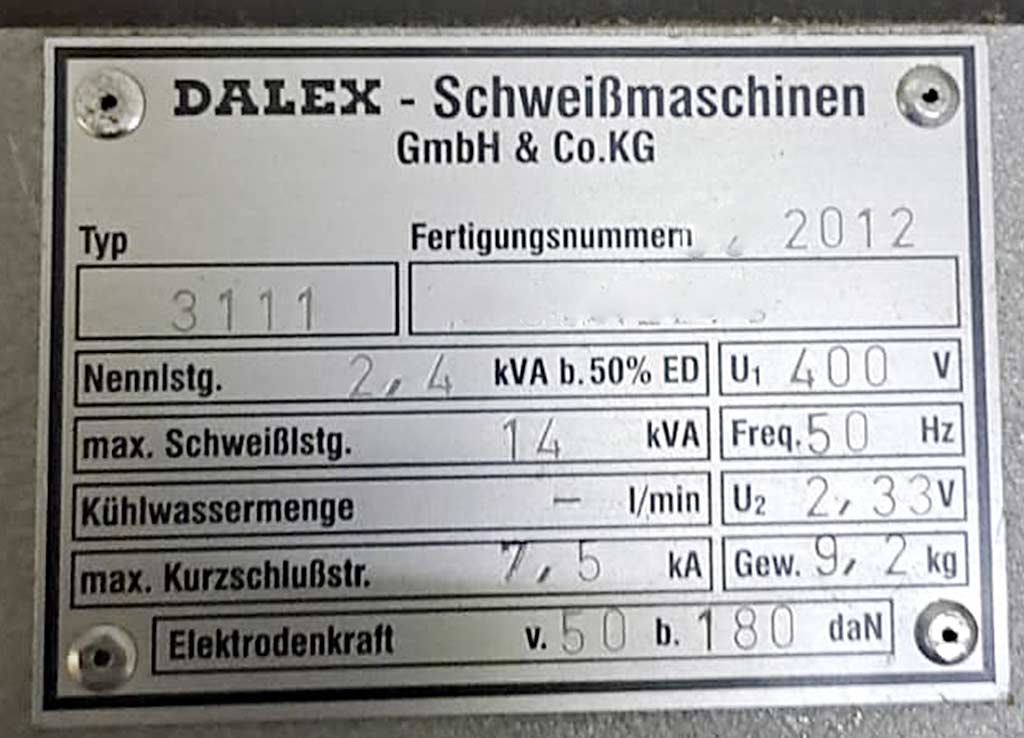 DALEX - Schweißmaschinen
GmbH & Co.KG
Typ Fertigungsnummern 2012
3111
Nennlstg. 2,4 kVA b. 50% ED U1 400 V
max. Schweißlstg. 14 kVA Freq. 50 Hz
Kühlwassermenge – l/min U2 2,33 V
max. Kurzschlußstr. 7,5 kA Gew. 9,2 kg
Elektrodenkraft v. 50 b. 180 daN